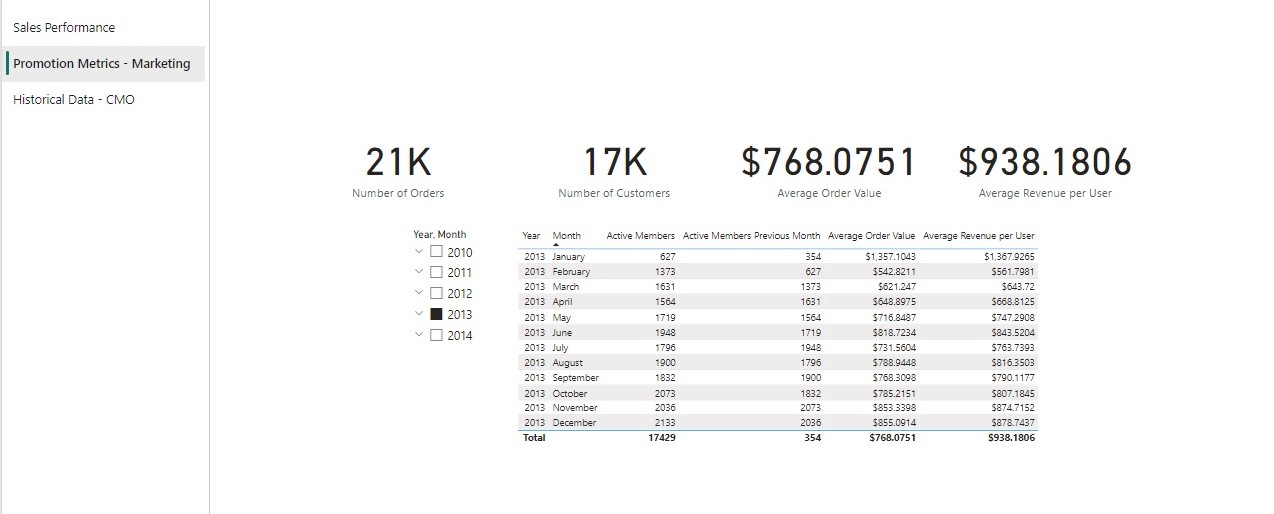 Sales Performance
Promotion Metrics - Marketing
Historical Data - CMO
21K 17K $768.0751 $938.1806
Number of Orders Number of Customers Average Order Value Average Revenue per User
Year, Month
2010
2011
2012
2013
2014
Year Month Active Members Active Members Previous Month Average Order Value Average Revenue per User
2013 January 627 354 $1,357.1043 $1,367.9265
2013 February 1373 627 $542.8211 $561.7981
2013 March 1631 1373 $621.247 $643.72
2013 April 1564 1631 $648.8975 $668.8125
2013 May 1719 1564 $716.8487 $747.2908
2013 June 1948 1719 $818.7234 $843.5204
2013 July 1796 1948 $731.5604 $763.7393
2013 August 1900 1796 $788.9448 $816.3503
2013 September 1832 1900 $768.3098 $790.1177
2013 October 2073 1832 $785.2151 $807.1845
2013 November 2036 2073 $853.3398 $874.7152
2013 December 2133 2036 $855.0914 $878.7437
Total 17429 354 $768.0751 $938.1806